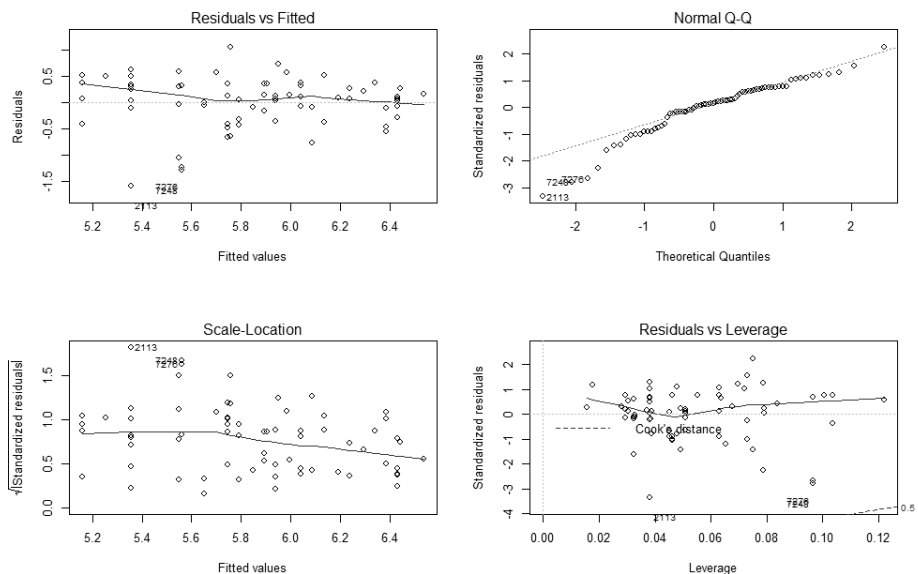 Residuals vs Fitted
Residuals
0.5
-0.5
-1.5
7276
7248
2113
5.2 5.4 5.6 5.8 6.0 6.2 6.4
Fitted values
Normal Q-Q
Standardized residuals
2
1
0
-1
-2
-3
7248 7276
2113
-2 -1 0 1 2
Theoretical Quantiles
Scale-Location
√|Standardized residuals|
1.5
1.0
0.5
0.0
2113
7248
7276
5.2 5.4 5.6 5.8 6.0 6.2 6.4
Fitted values
Residuals vs Leverage
Standardized residuals
2
1
0
-1
-2
-3
-4
Cook's distance
7276
7248
2113
0.5
0.00 0.02 0.04 0.06 0.08 0.10 0.12
Leverage